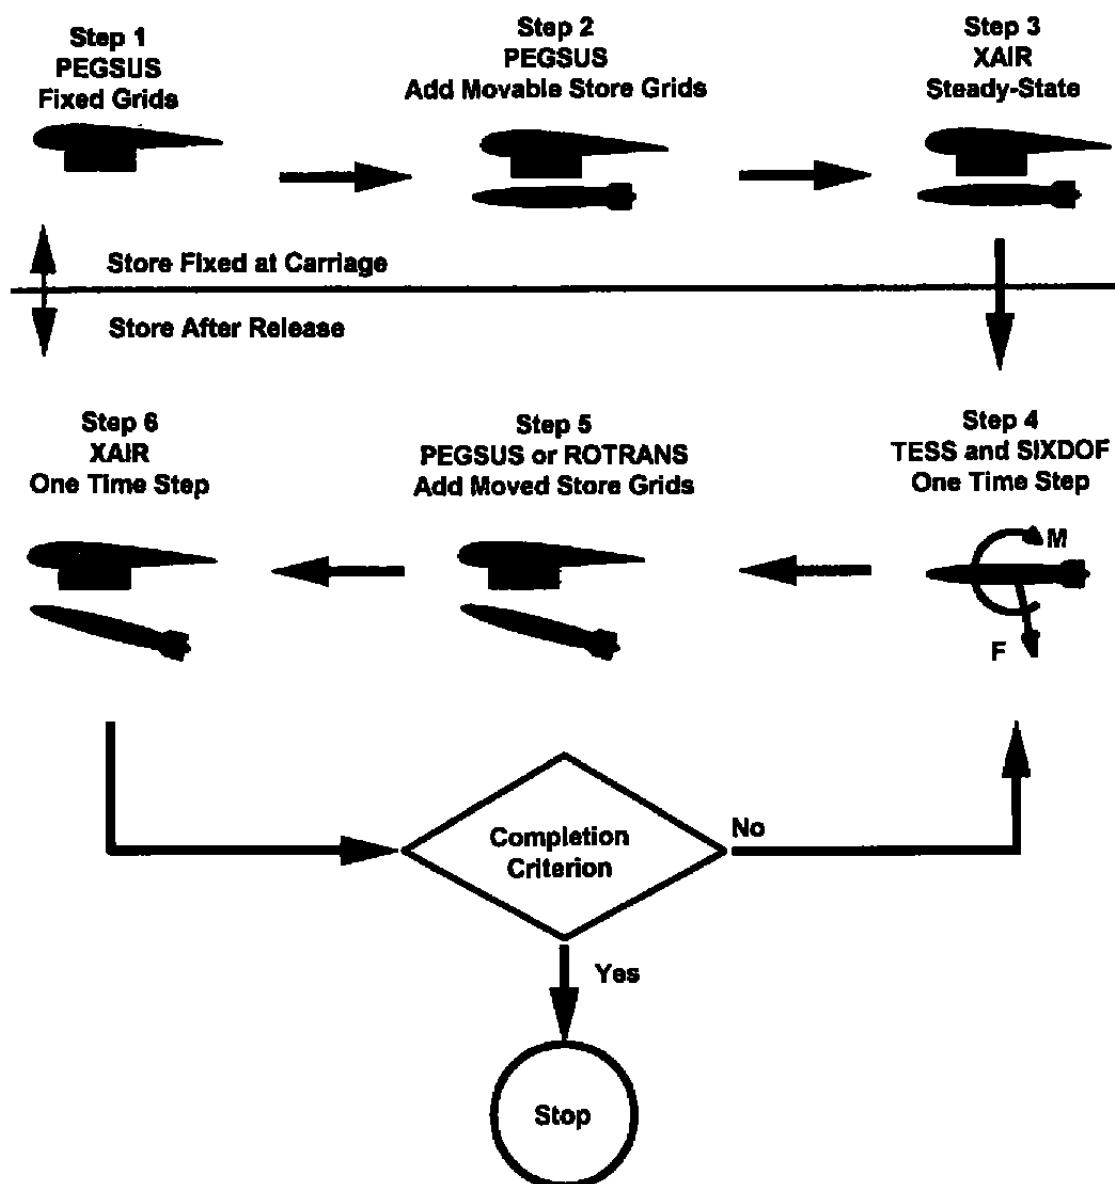 Step 1
PEGSUS
Fixed Grids
Step 2
PEGSUS
Add Movable Store Grids
Step 3
XAIR
Steady-State
Store Fixed at Carriage
Store After Release
Step 6
XAIR
One Time Step
Step 5
PEGSUS or ROTRANS
Add Moved Store Grids
Step 4
TESS and SIXDOF
One Time Step
M
F
Completion
Criterion
No
Yes
Stop